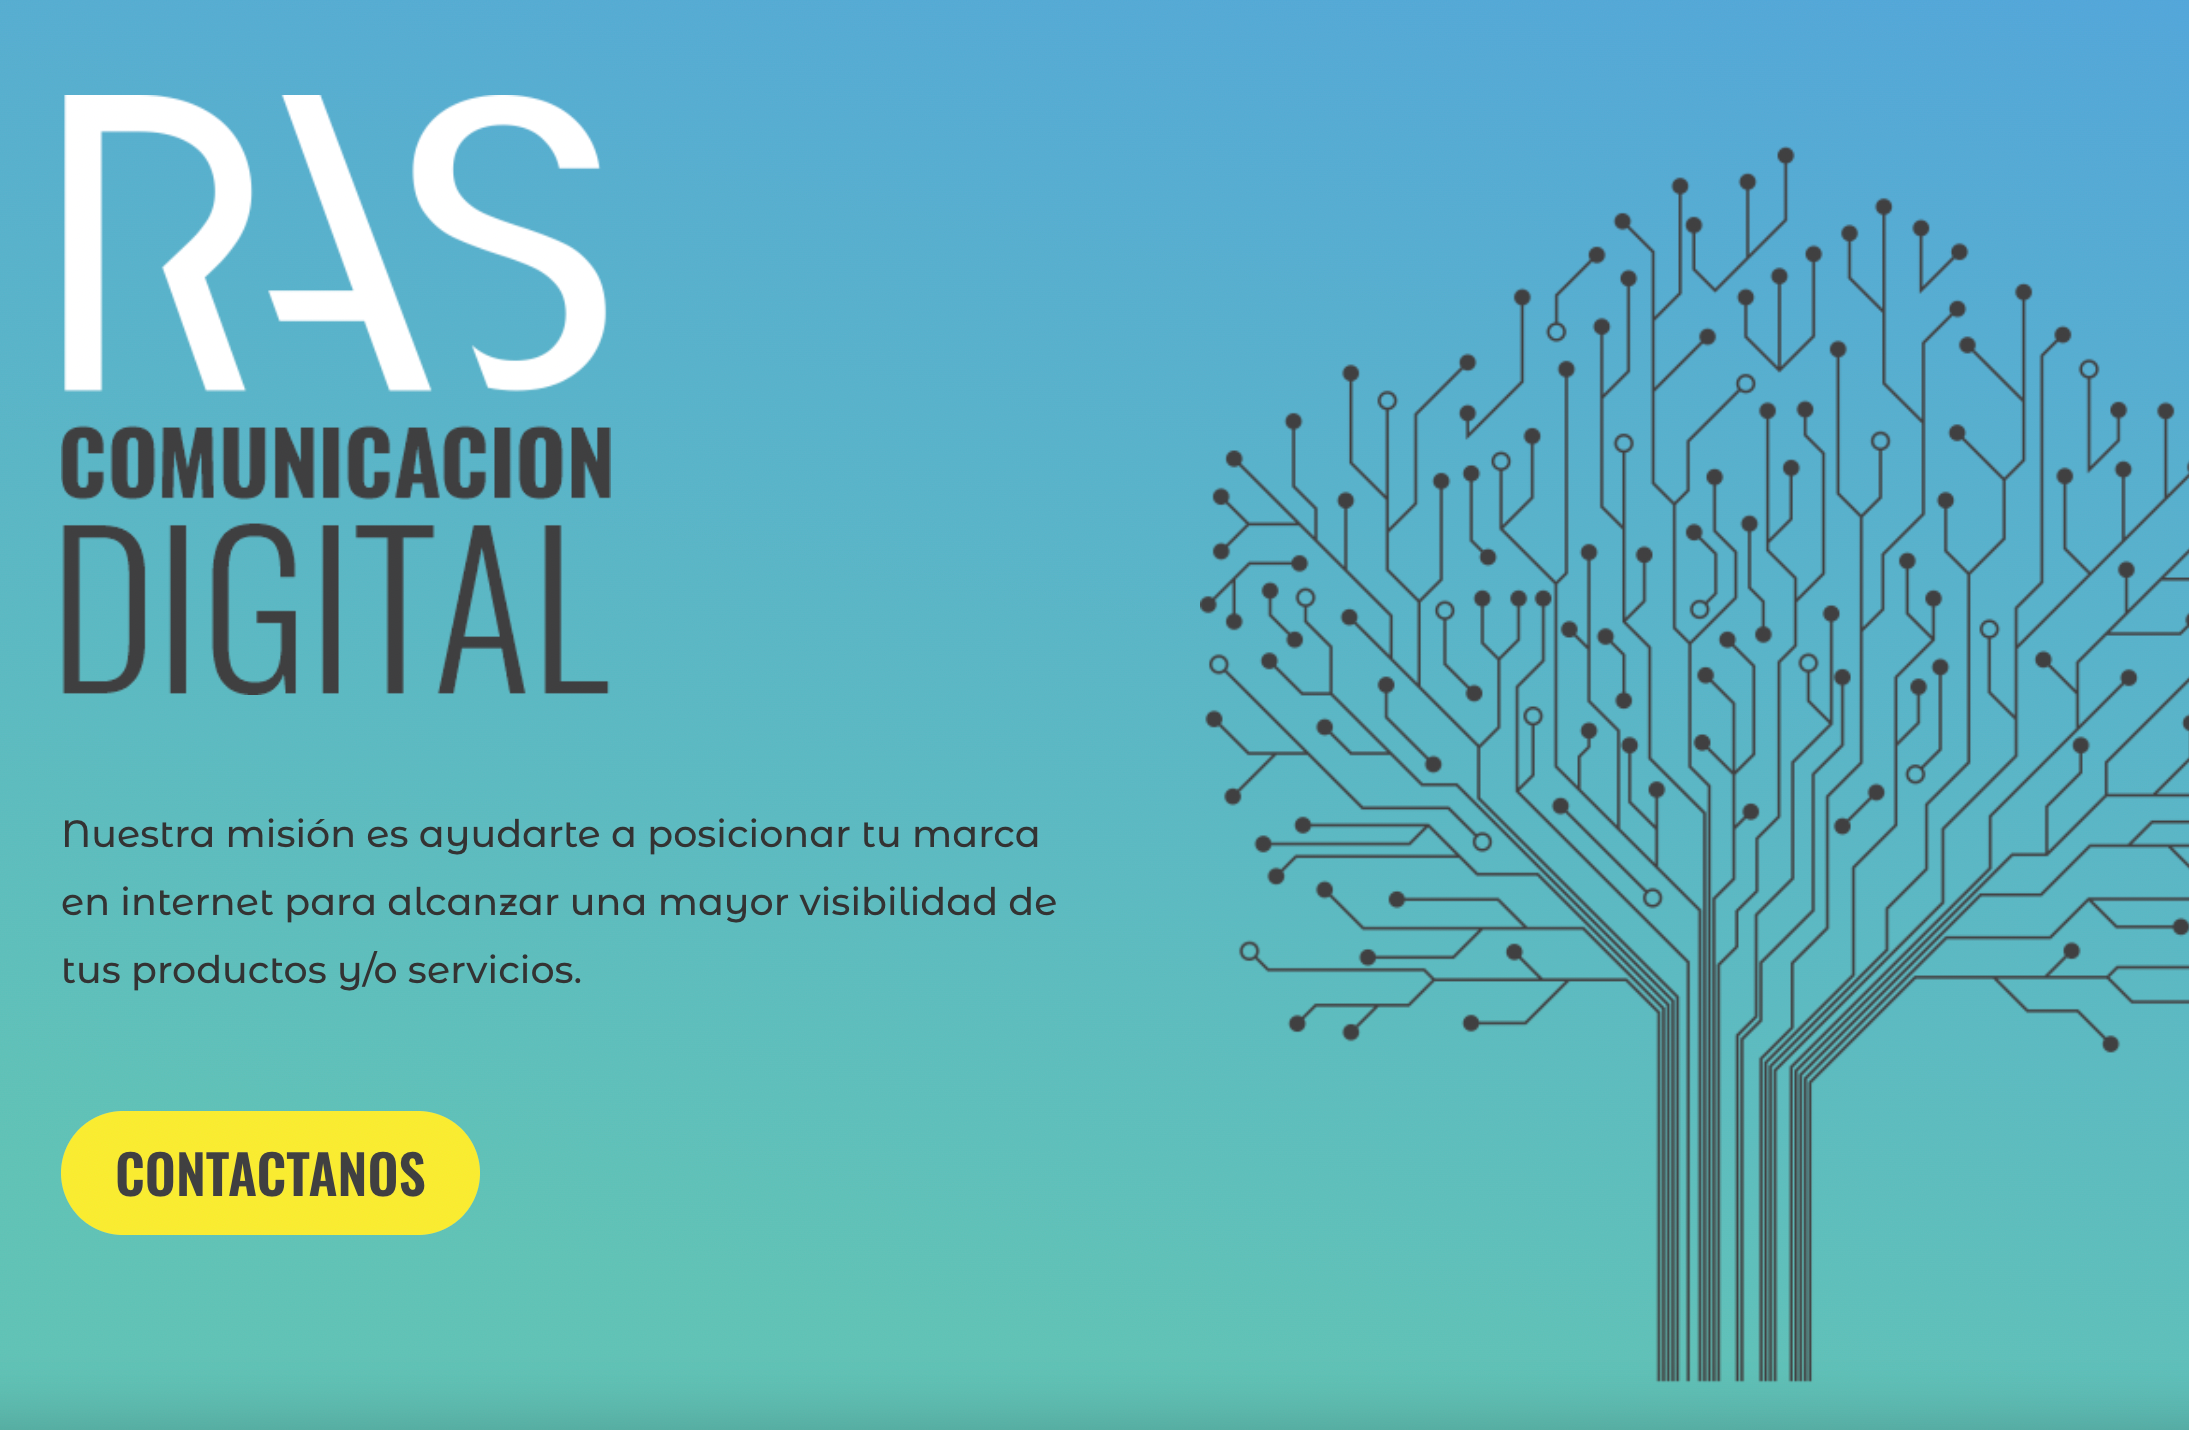 RAS
COMUNICACION
DIGITAL
Nuestra misión es ayudarte a posicionar tu marca
en internet para alcanzar una mayor visibilidad de
tus productos y/o servicios.
CONTACTANOS